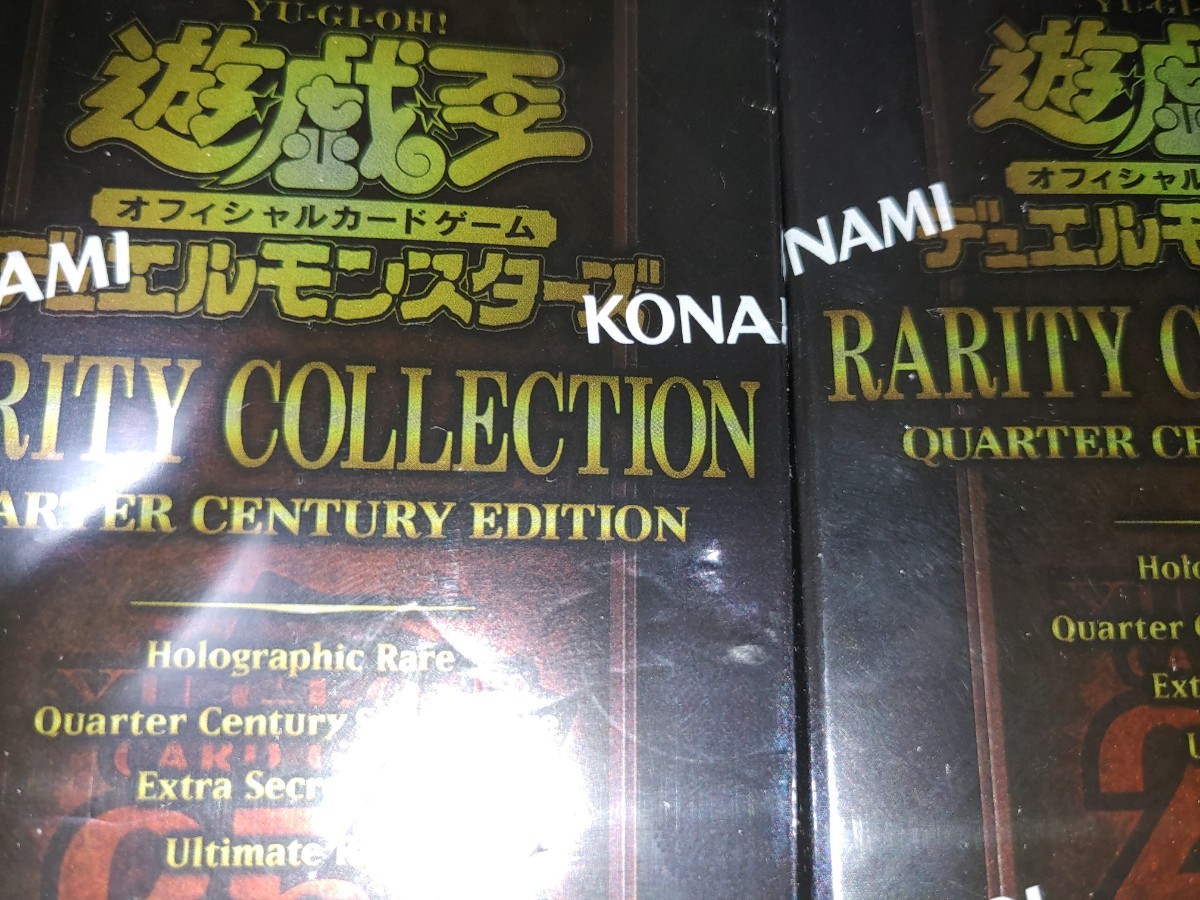 YU-GI-OH!
遊☆戯☆王
オフィシャルカードゲーム
デュエルモンスターズ
AMI
KONA
RITY COLLECTION
ARTER CENTURY EDITION
Holographic Rare
Quarter Century
Extra Secr
Ultimate
YU-GI-O
遊☆戯
オフィシャル
デュエルモ
NAMI
RARITY C
QUARTER CE
Holo
Quarter C
Ext
U